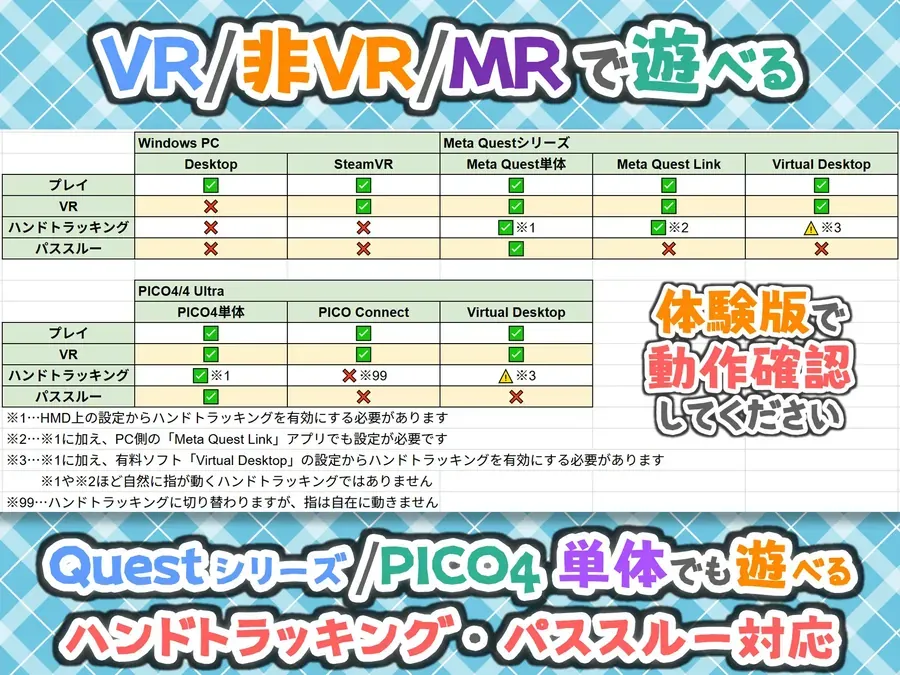 VR/非VR/MRで遊べる
Windows PC Meta Questシリーズ
Desktop SteamVR Meta Quest単体 Meta Quest Link Virtual Desktop
プレイ ✅ ✅ ✅ ✅ ✅
VR ❌ ✅ ✅ ✅ ✅
ハンドトラッキング ❌ ❌ ✅※1 ✅※2 ⚠※3
パススルー ❌ ❌ ✅ ❌ ❌
PICO4/4 Ultra
PICO4単体 PICO Connect Virtual Desktop
プレイ ✅ ✅ ✅
VR ✅ ✅ ✅
ハンドトラッキング ✅※1 ❌※99 ⚠※3
パススルー ✅ ❌ ❌
体験版で
動作確認
してください
※1…HMD上の設定からハンドトラッキングを有効にする必要があります
※2…※1に加え、PC側の「Meta Quest Link」アプリでも設定が必要です
※3…※1に加え、有料ソフト「Virtual Desktop」の設定からハンドトラッキングを有効にする必要があります
※1や※2ほど自然に指が動くハンドトラッキングではありません
※99…ハンドトラッキングに切り替わりますが、指は自在に動きません
Questシリーズ/PICO4 単体でも遊べる
ハンドトラッキング・パススルー対応